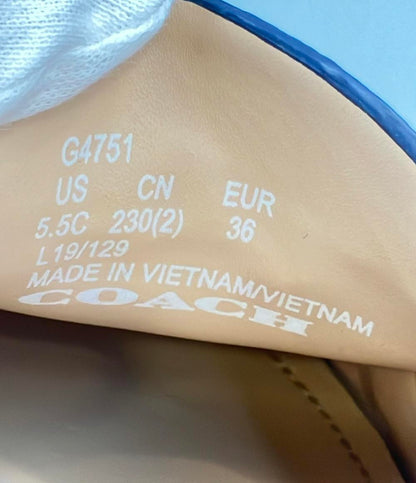 G4751
US CN EUR
5.5C 230(2) 36
L19/129
MADE IN VIETNAM/VIETNAM
COACH